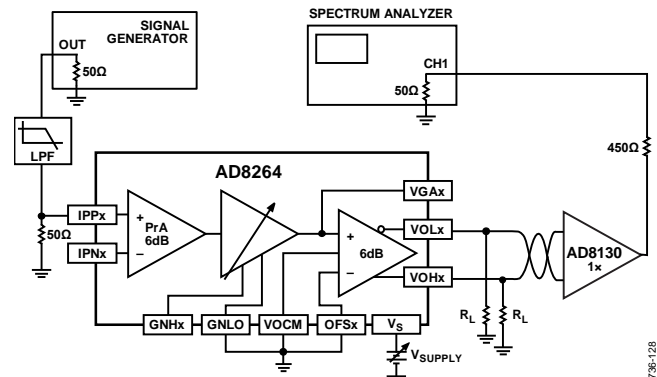 SIGNAL
GENERATOR
OUT
50Ω
SPECTRUM ANALYZER
CH1
50Ω
LPF
450Ω
AD8264
IPPx
50Ω
IPNx
+
PrA
6dB
–
VGAx
+
6dB
–
VOLx
VOHx
AD8130
1×
GNHx
GNLO
VOCM
OFSx
VS
RL
RL
VSUPPLY
736-128